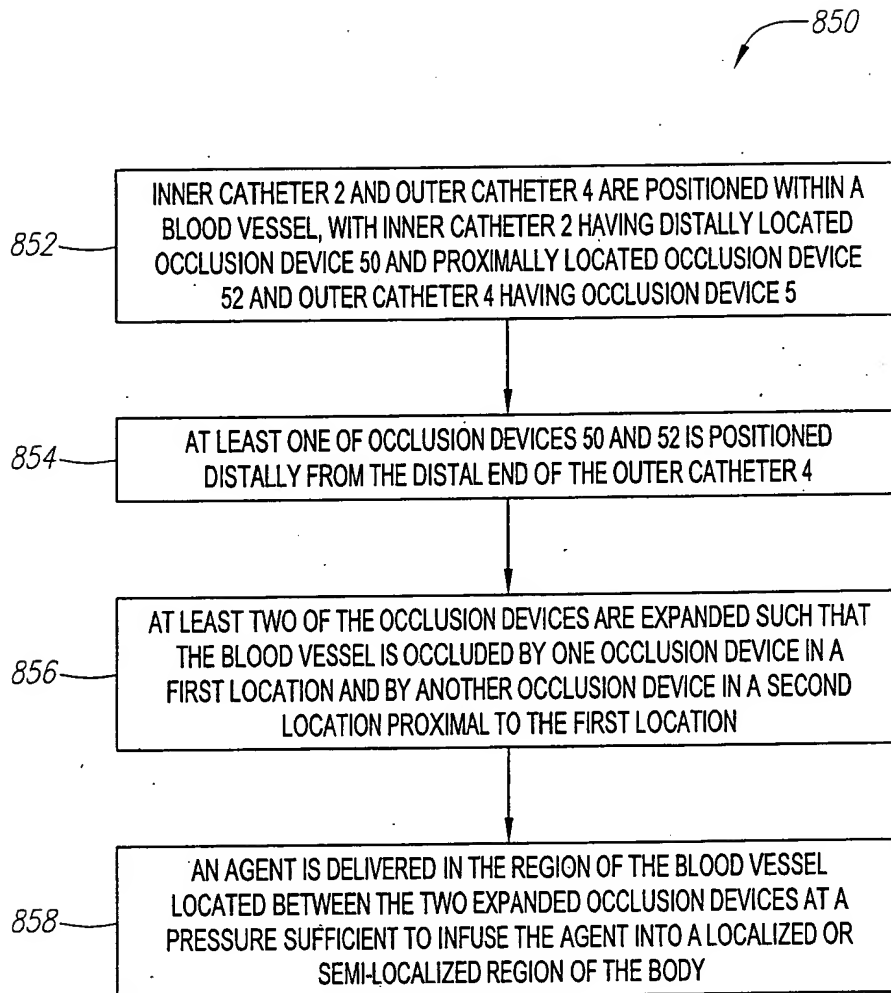 850
852
INNER CATHETER 2 AND OUTER CATHETER 4 ARE POSITIONED WITHIN A
BLOOD VESSEL, WITH INNER CATHETER 2 HAVING DISTALLY LOCATED
OCCLUSION DEVICE 50 AND PROXIMALLY LOCATED OCCLUSION DEVICE
52 AND OUTER CATHETER 4 HAVING OCCLUSION DEVICE 5
854
AT LEAST ONE OF OCCLUSION DEVICES 50 AND 52 IS POSITIONED
DISTALLY FROM THE DISTAL END OF THE OUTER CATHETER 4
856
AT LEAST TWO OF THE OCCLUSION DEVICES ARE EXPANDED SUCH THAT
THE BLOOD VESSEL IS OCCLUDED BY ONE OCCLUSION DEVICE IN A
FIRST LOCATION AND BY ANOTHER OCCLUSION DEVICE IN A SECOND
LOCATION PROXIMAL TO THE FIRST LOCATION
858
AN AGENT IS DELIVERED IN THE REGION OF THE BLOOD VESSEL
LOCATED BETWEEN THE TWO EXPANDED OCCLUSION DEVICES AT A
PRESSURE SUFFICIENT TO INFUSE THE AGENT INTO A LOCALIZED OR
SEMI-LOCALIZED REGION OF THE BODY